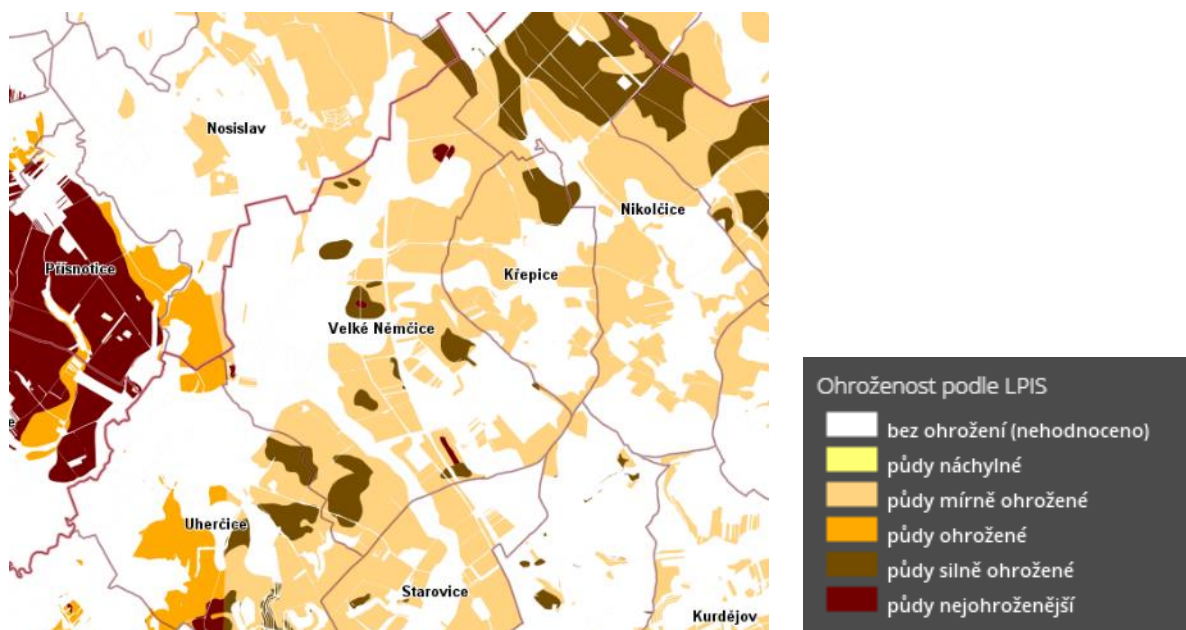 Nosislav
Nikolčice
Přísnotice
Křepice
Velké Němčice
Uherčice
Starovice
Kurdějov
Ohroženost podle LPIS
bez ohrožení (nehodnoceno)
půdy náchylné
půdy mírně ohrožené
půdy ohrožené
půdy silně ohrožené
půdy nejohroženější